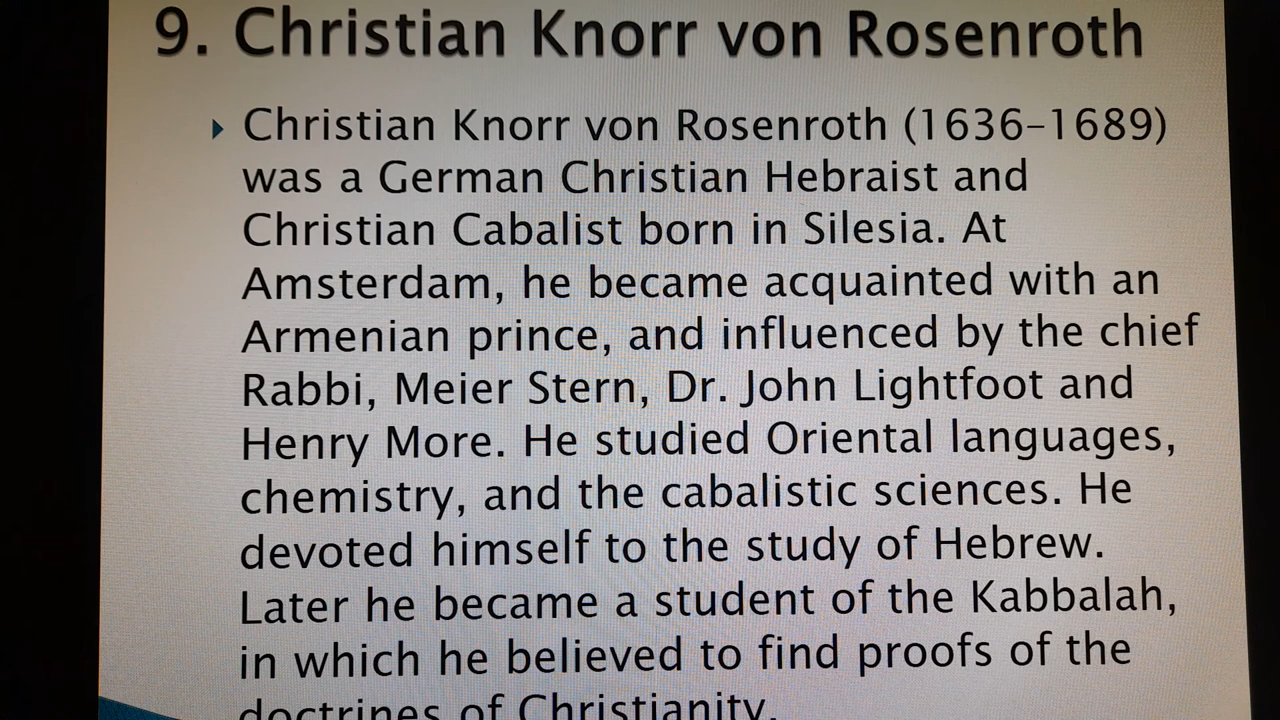 9. Christian Knorr von Rosenroth
Christian Knorr von Rosenroth (1636–1689)
was a German Christian Hebraist and
Christian Cabalist born in Silesia. At
Amsterdam, he became acquainted with an
Armenian prince, and influenced by the chief
Rabbi, Meier Stern, Dr. John Lightfoot and
Henry More. He studied Oriental languages,
chemistry, and the cabalistic sciences. He
devoted himself to the study of Hebrew.
Later he became a student of the Kabbalah,
in which he believed to find proofs of the
doctrines of Christianity.